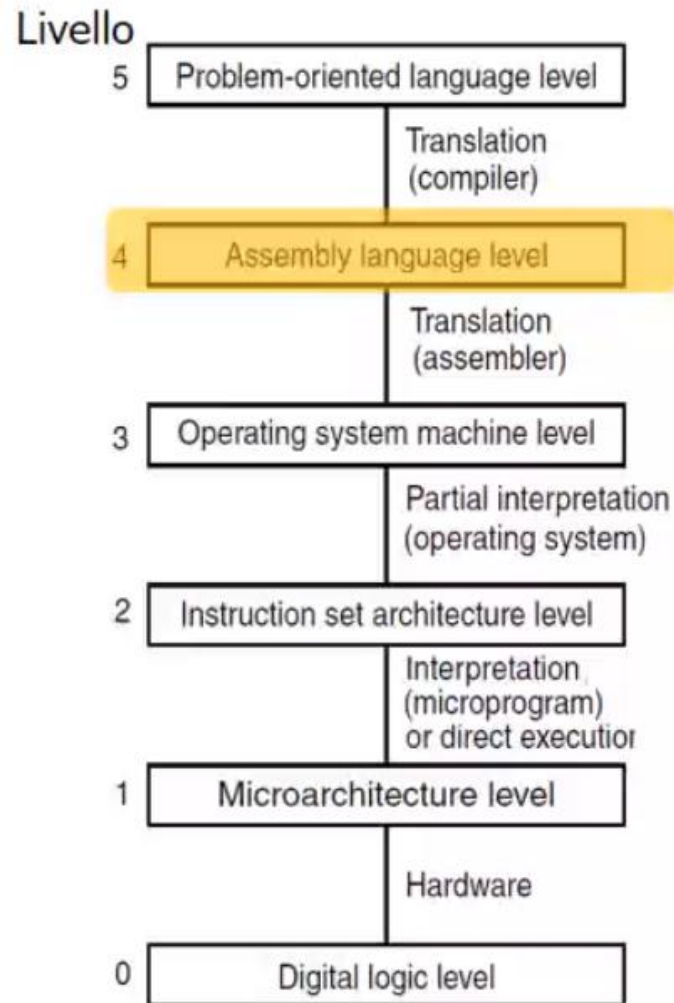 Livello
5 Problem-oriented language level
Translation
(compiler)
4 Assembly language level
Translation
(assembler)
3 Operating system machine level
Partial interpretation
(operating system)
2 Instruction set architecture level
Interpretation
(microprogram)
or direct execution
1 Microarchitecture level
Hardware
0 Digital logic level